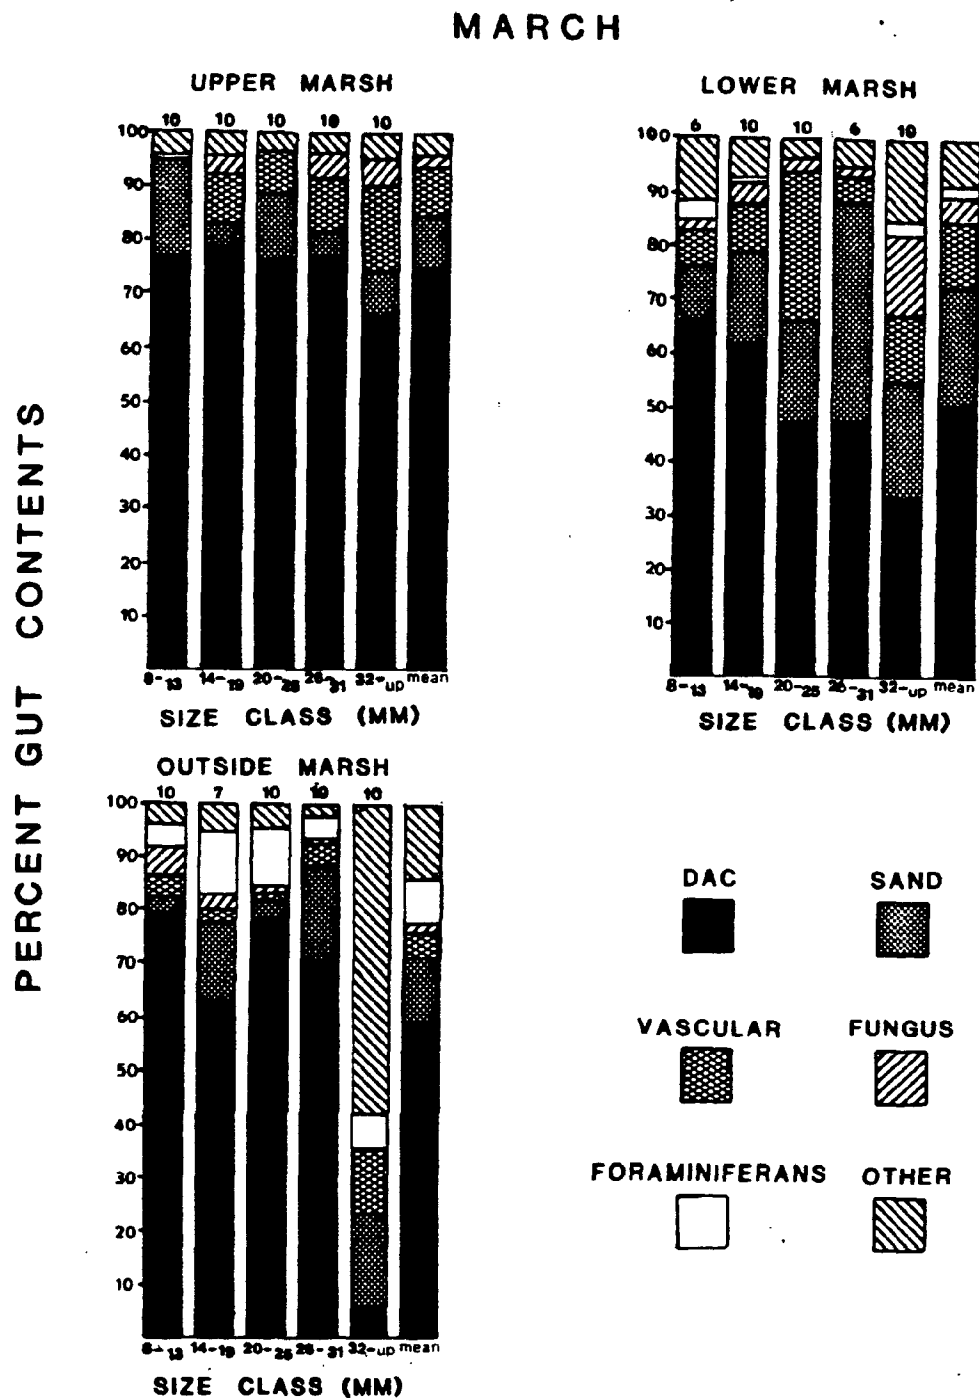 MARCH
UPPER MARSH
10 10 10 10 10
100
90
80
70
60
50
40
30
20
10
8-13 14-19 20-25 26-31 32-up mean
SIZE CLASS (MM)
LOWER MARSH
6 10 10 6 10
100
90
80
70
60
50
40
30
20
10
8-13 14-19 20-25 26-31 32-up mean
SIZE CLASS (MM)
PERCENT GUT CONTENTS
OUTSIDE MARSH
10 7 10 10 10
100
90
80
70
60
50
40
30
20
10
8-13 14-19 20-25 26-31 32-up mean
SIZE CLASS (MM)
DAC SAND
VASCULAR FUNGUS
FORAMINIFERANS OTHER